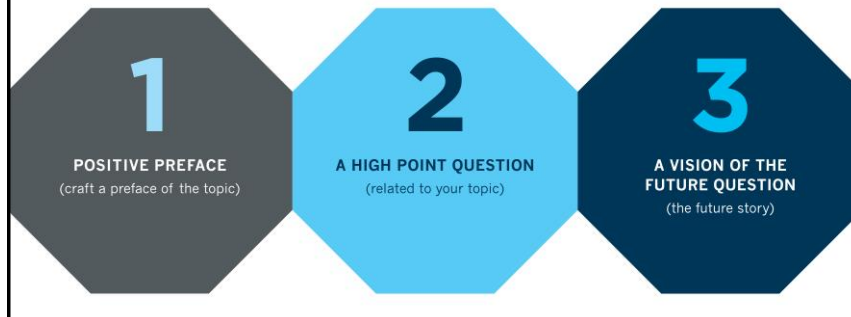 1
POSITIVE PREFACE
(craft a preface of the topic)
2
A HIGH POINT QUESTION
(related to your topic)
3
A VISION OF THE
FUTURE QUESTION
(the future story)